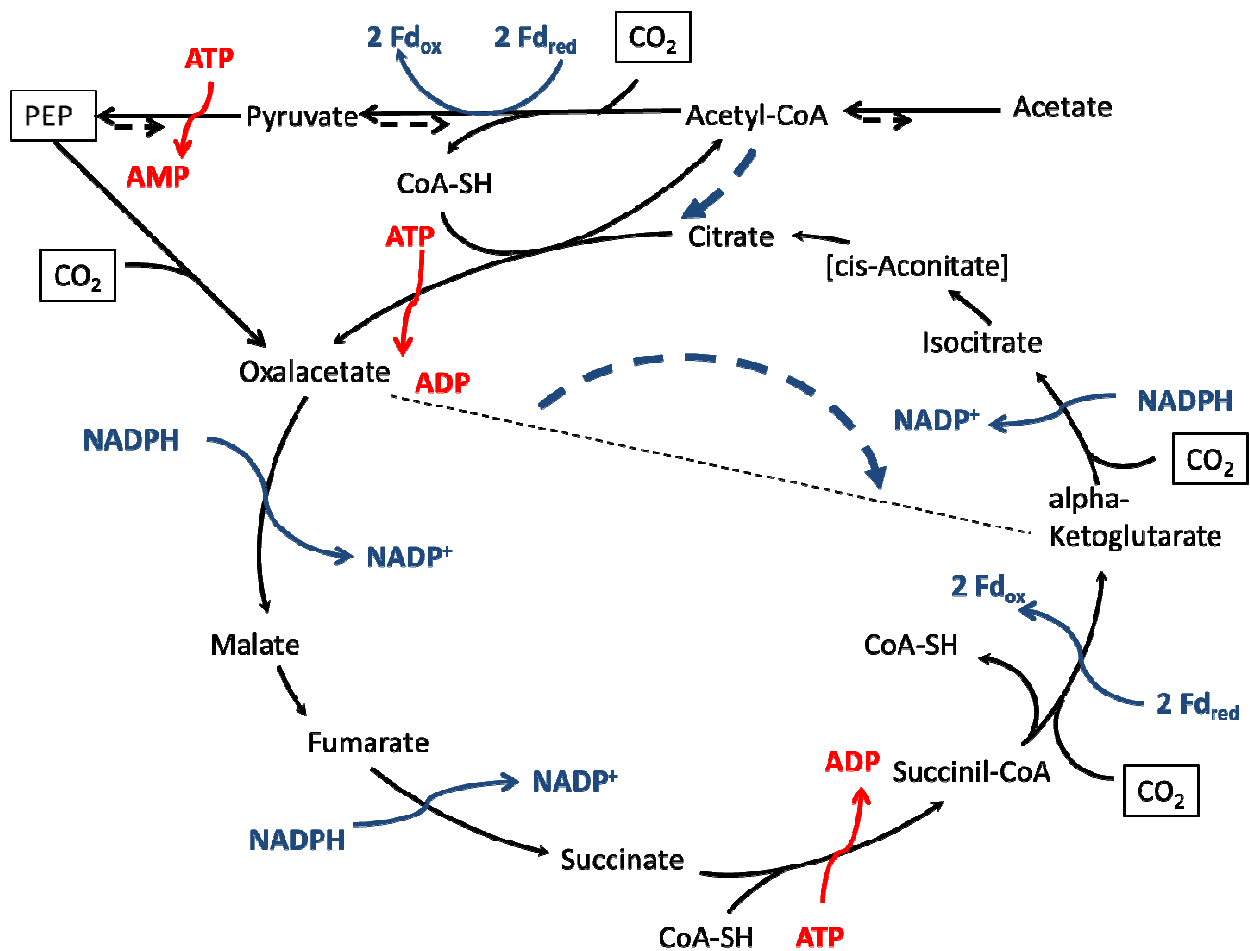 2 Fdox
2 Fdred
CO2
ATP
PEP
Pyruvate
Acetyl-CoA
Acetate
AMP
CoA-SH
ATP
Citrate
[cis-Aconitate]
CO2
Isocitrate
Oxalacetate
ADP
NADPH
NADP+
NADPH
CO2
alpha-
Ketoglutarate
NADP+
2 Fdox
Malate
CoA-SH
2 Fdred
Fumarate
ADP
Succinil-CoA
NADP+
CO2
NADPH
Succinate
CoA-SH
ATP